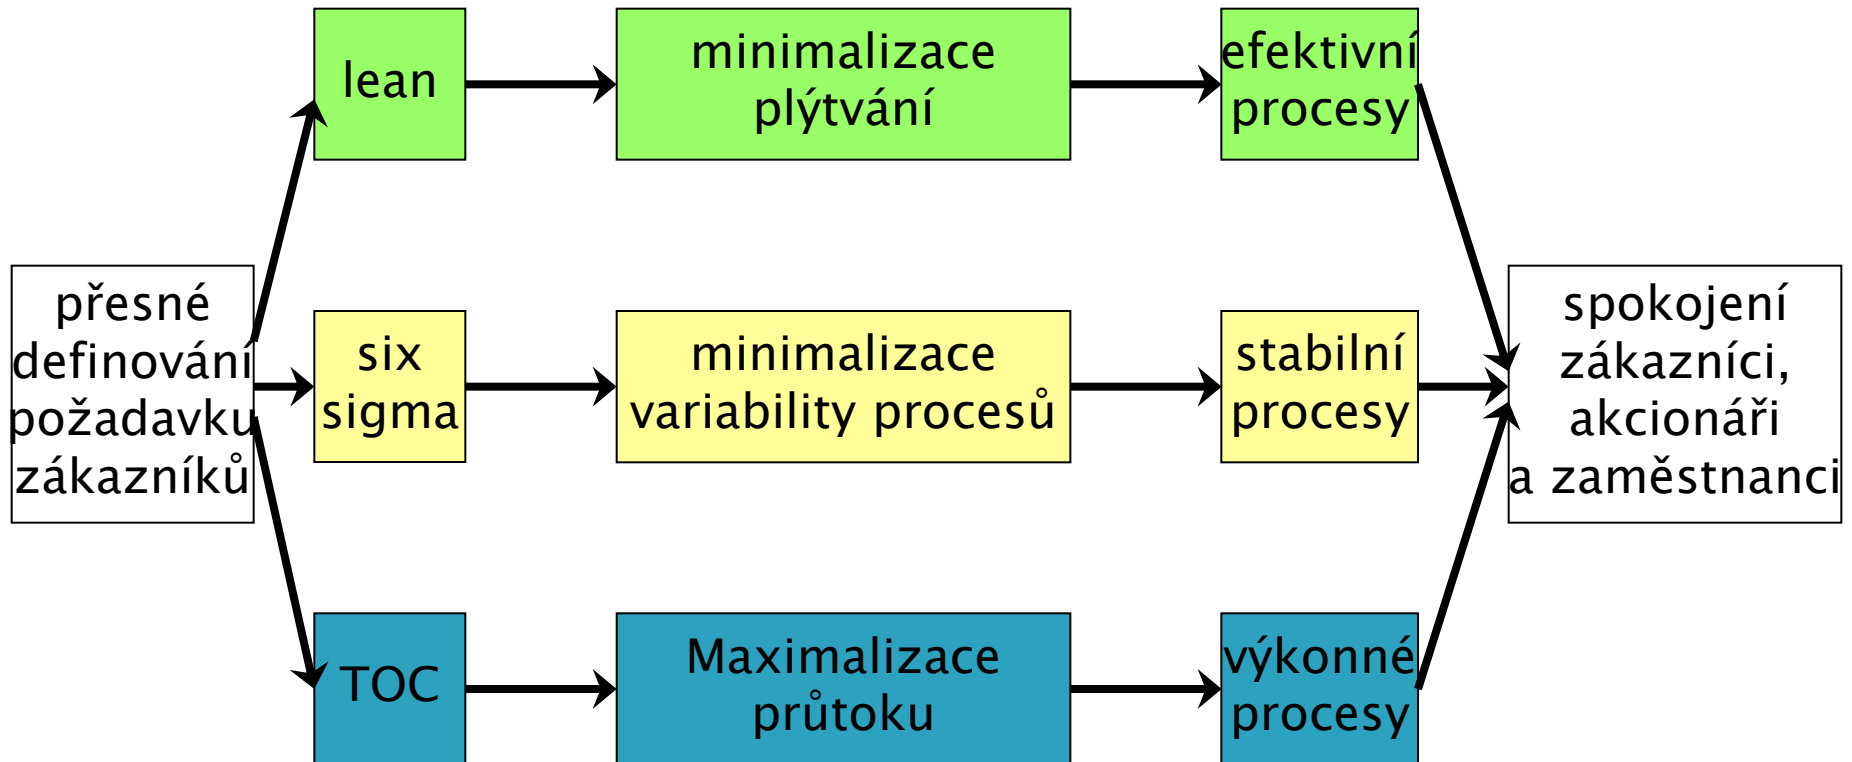 přesné
definování
požadavku
zákazníků
lean
minimalizace
plýtvání
efektivní
procesy
six
sigma
minimalizace
variability procesů
stabilní
procesy
TOC
Maximalizace
průtoku
výkonné
procesy
spokojení
zákazníci,
akcionáři
a zaměstnanci